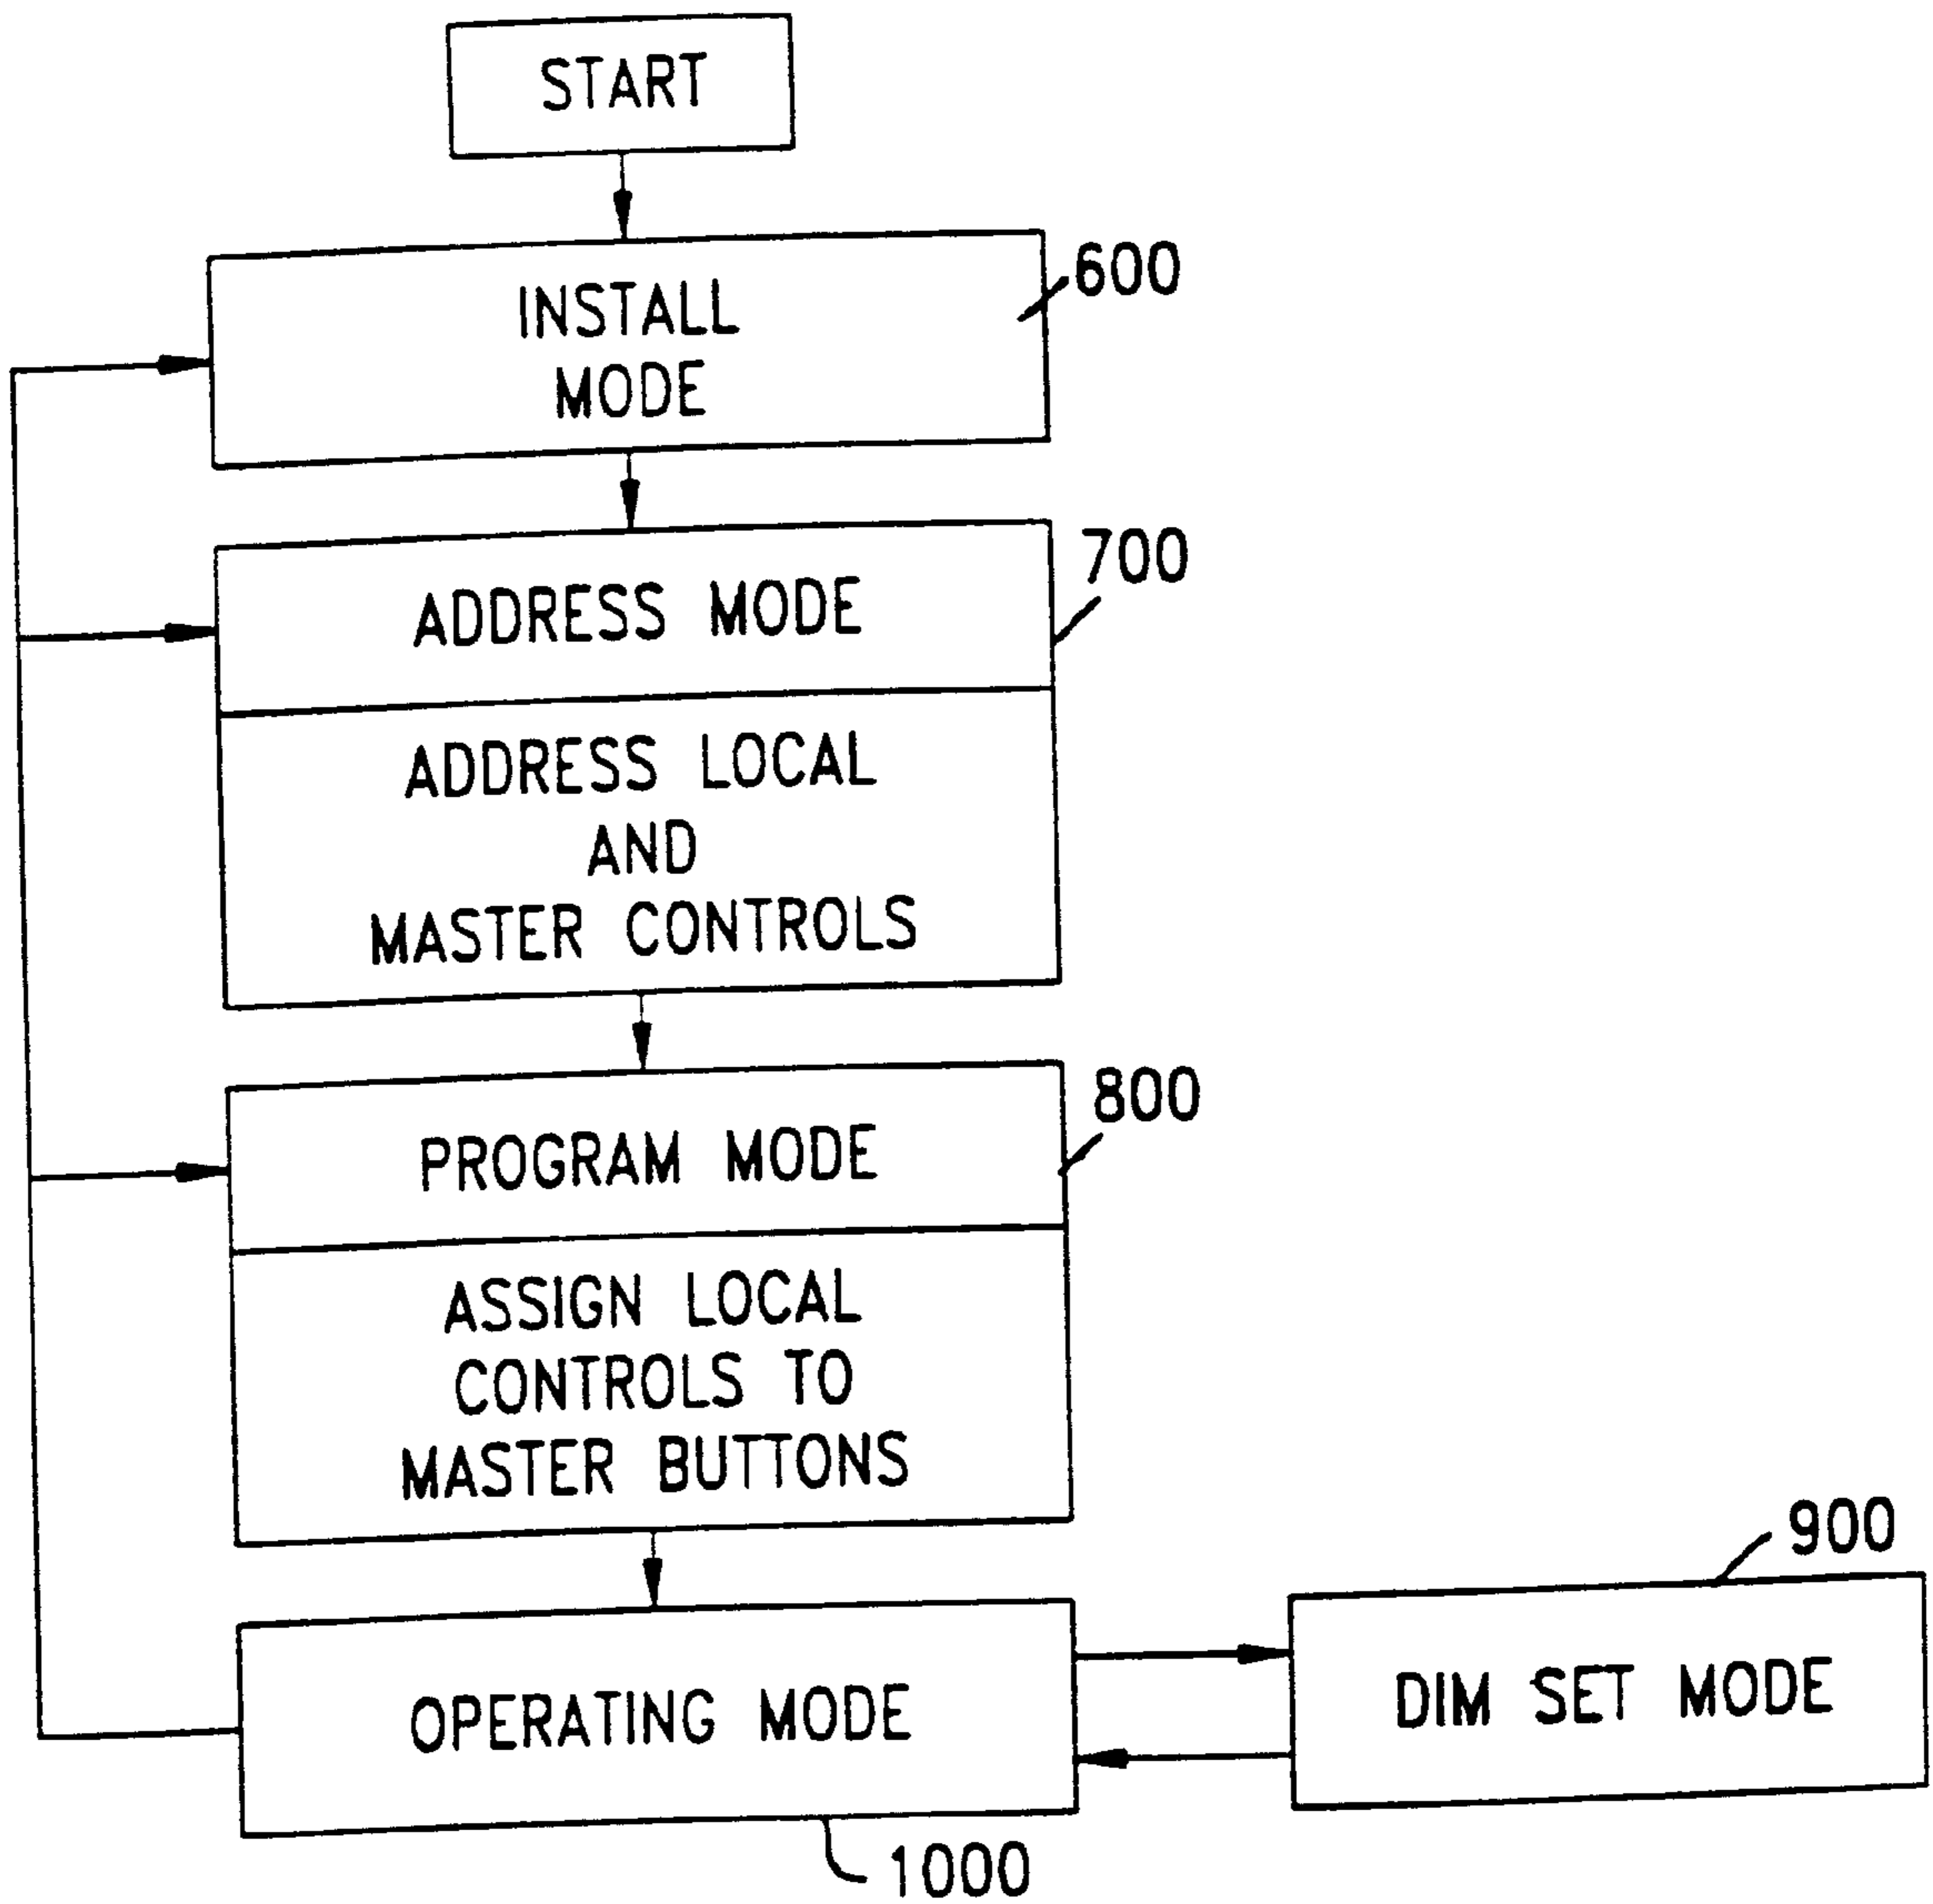 START
INSTALL
MODE
600
ADDRESS MODE
700
ADDRESS LOCAL
AND
MASTER CONTROLS
PROGRAM MODE
800
ASSIGN LOCAL
CONTROLS TO
MASTER BUTTONS
OPERATING MODE
1000
DIM SET MODE
900